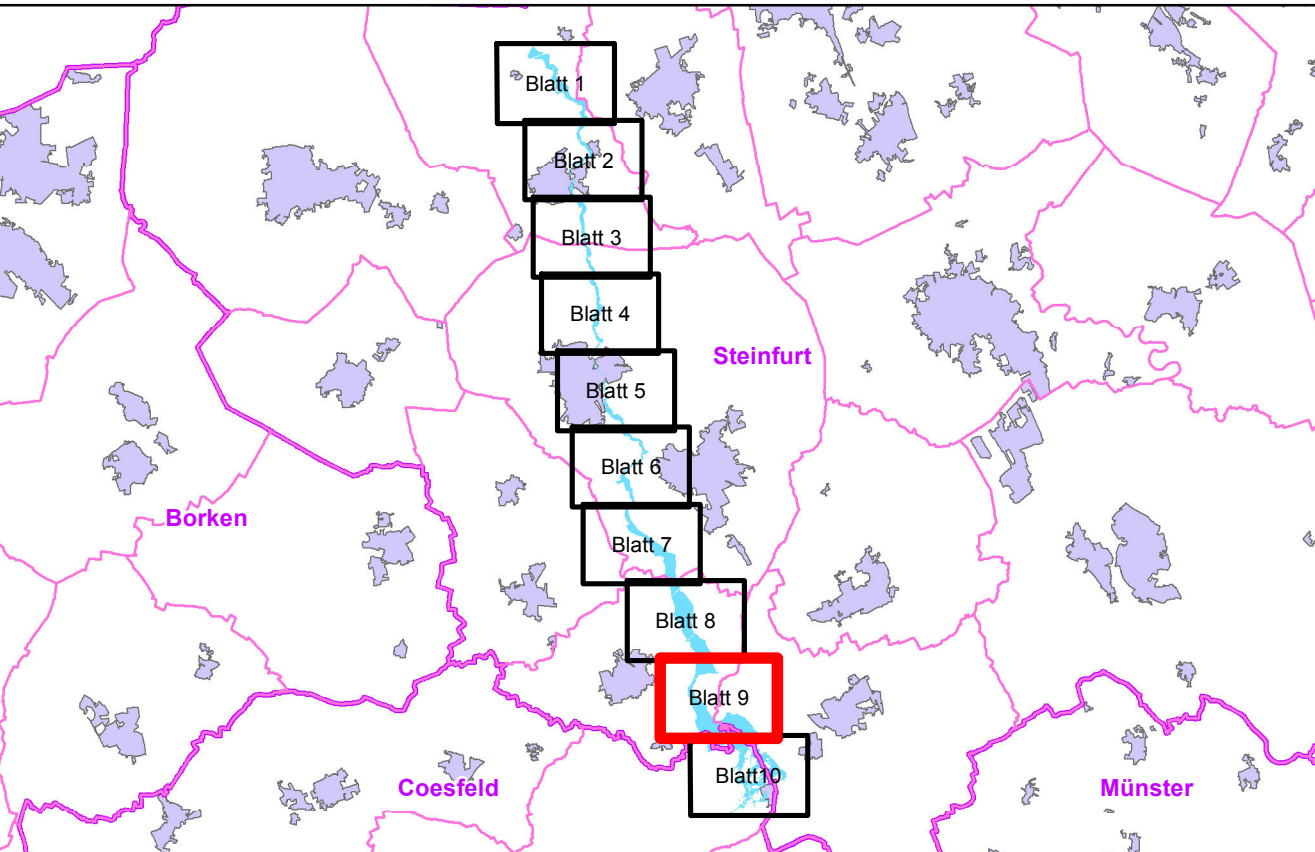 Blatt 1
Blatt 2
Blatt 3
Blatt 4
Steinfurt
Blatt 5
Blatt 6
Borken
Blatt 7
Blatt 8
Blatt 9
Blatt10
Coesfeld
Münster